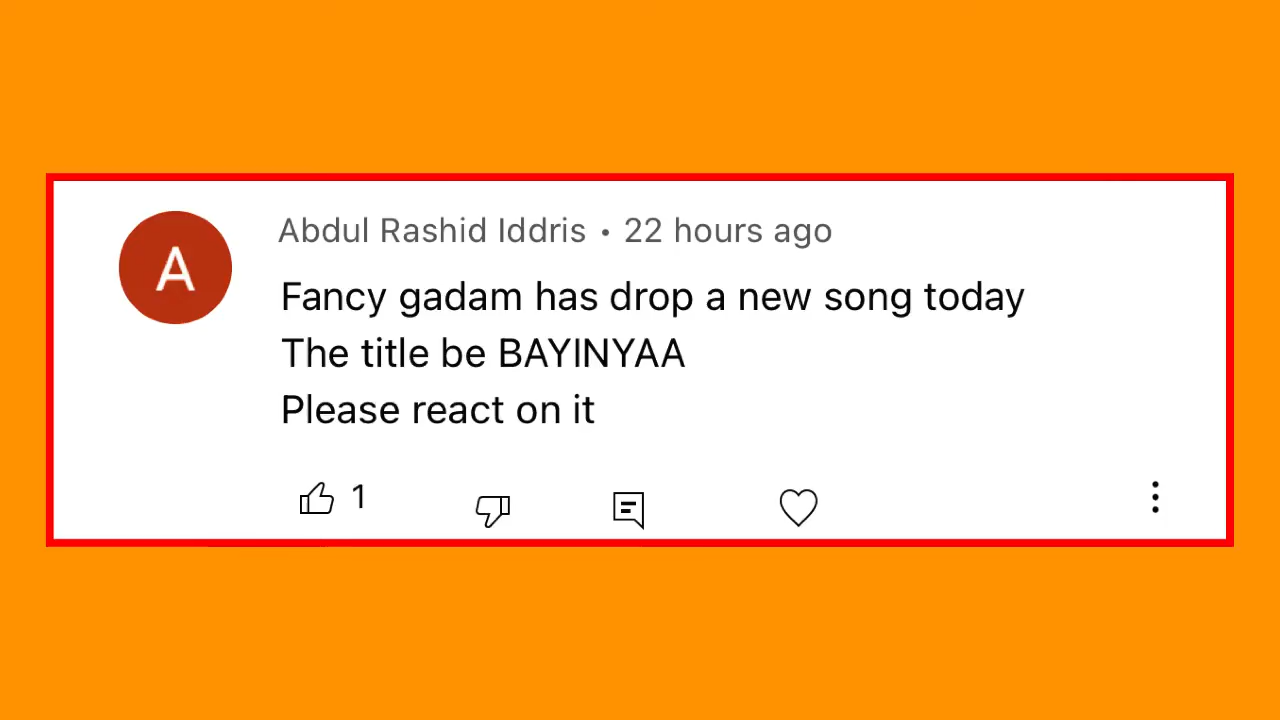 A
Abdul Rashid Iddris • 22 hours ago
Fancy gadam has drop a new song today
The title be BAYINYAA
Please react on it
1